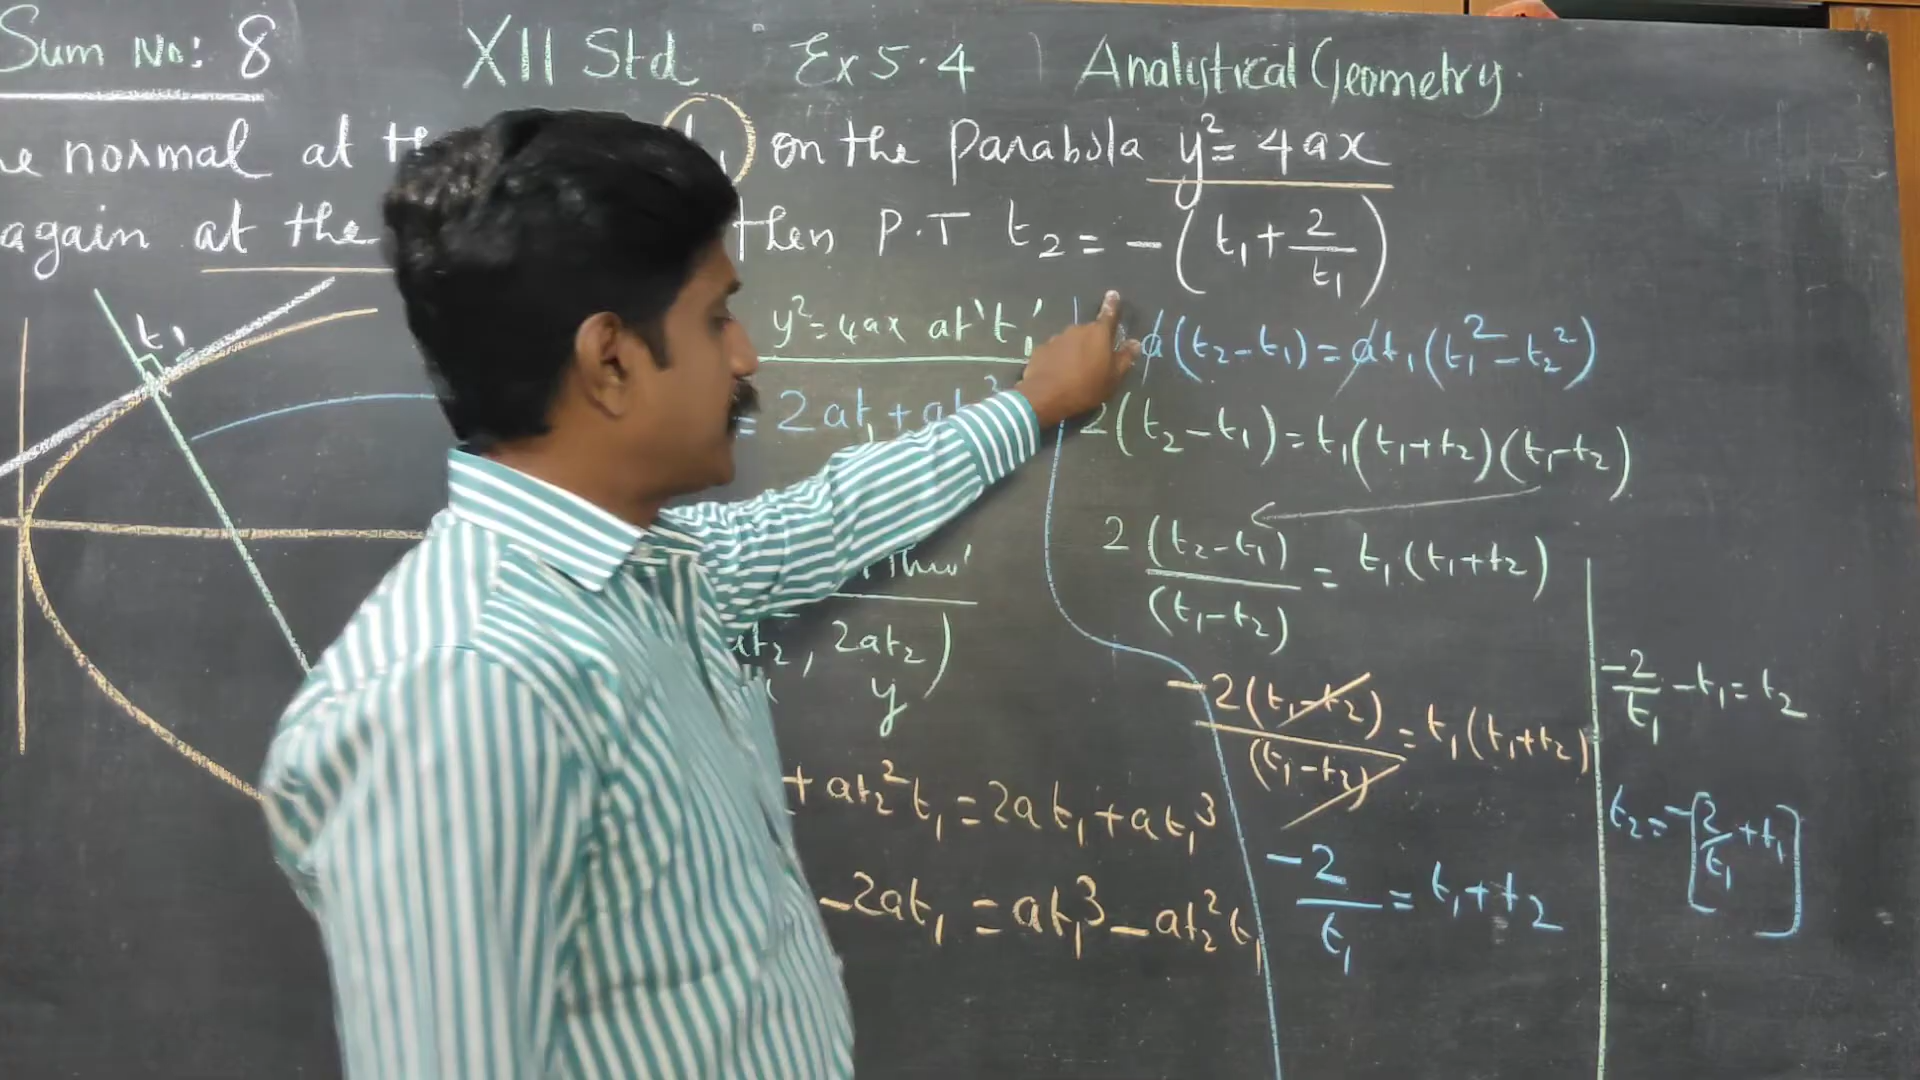 Sum No: 8 XII Std Ex 5.4 Analytical Geometry
normal at t₁ on the parabola y² = 4ax
again at the then P.T t₂ = -(t₁ + 2/t₁)
t₁
y² = 4ax at 't₁'
= 2at₁ + at
2at₂)
y
+ at₂²t₁ = 2at₁ + at₁³
-2at₁ = at₁³ - at₂²t₁
a(t₂ - t₁) = at₁(t₁² - t₂²)
2(t₂ - t₁) = t₁(t₁ + t₂)(t₁ - t₂)
2(t₂ - t₁)/(t₁ - t₂) = t₁(t₁ + t₂)
-2(t₁ - t₂)/(t₁ - t₂) = t₁(t₁ + t₂)
-2/t₁ = t₁ + t₂
-2/t₁ - t₁ = t₂
t₂ = -[2/t₁ + t₁]